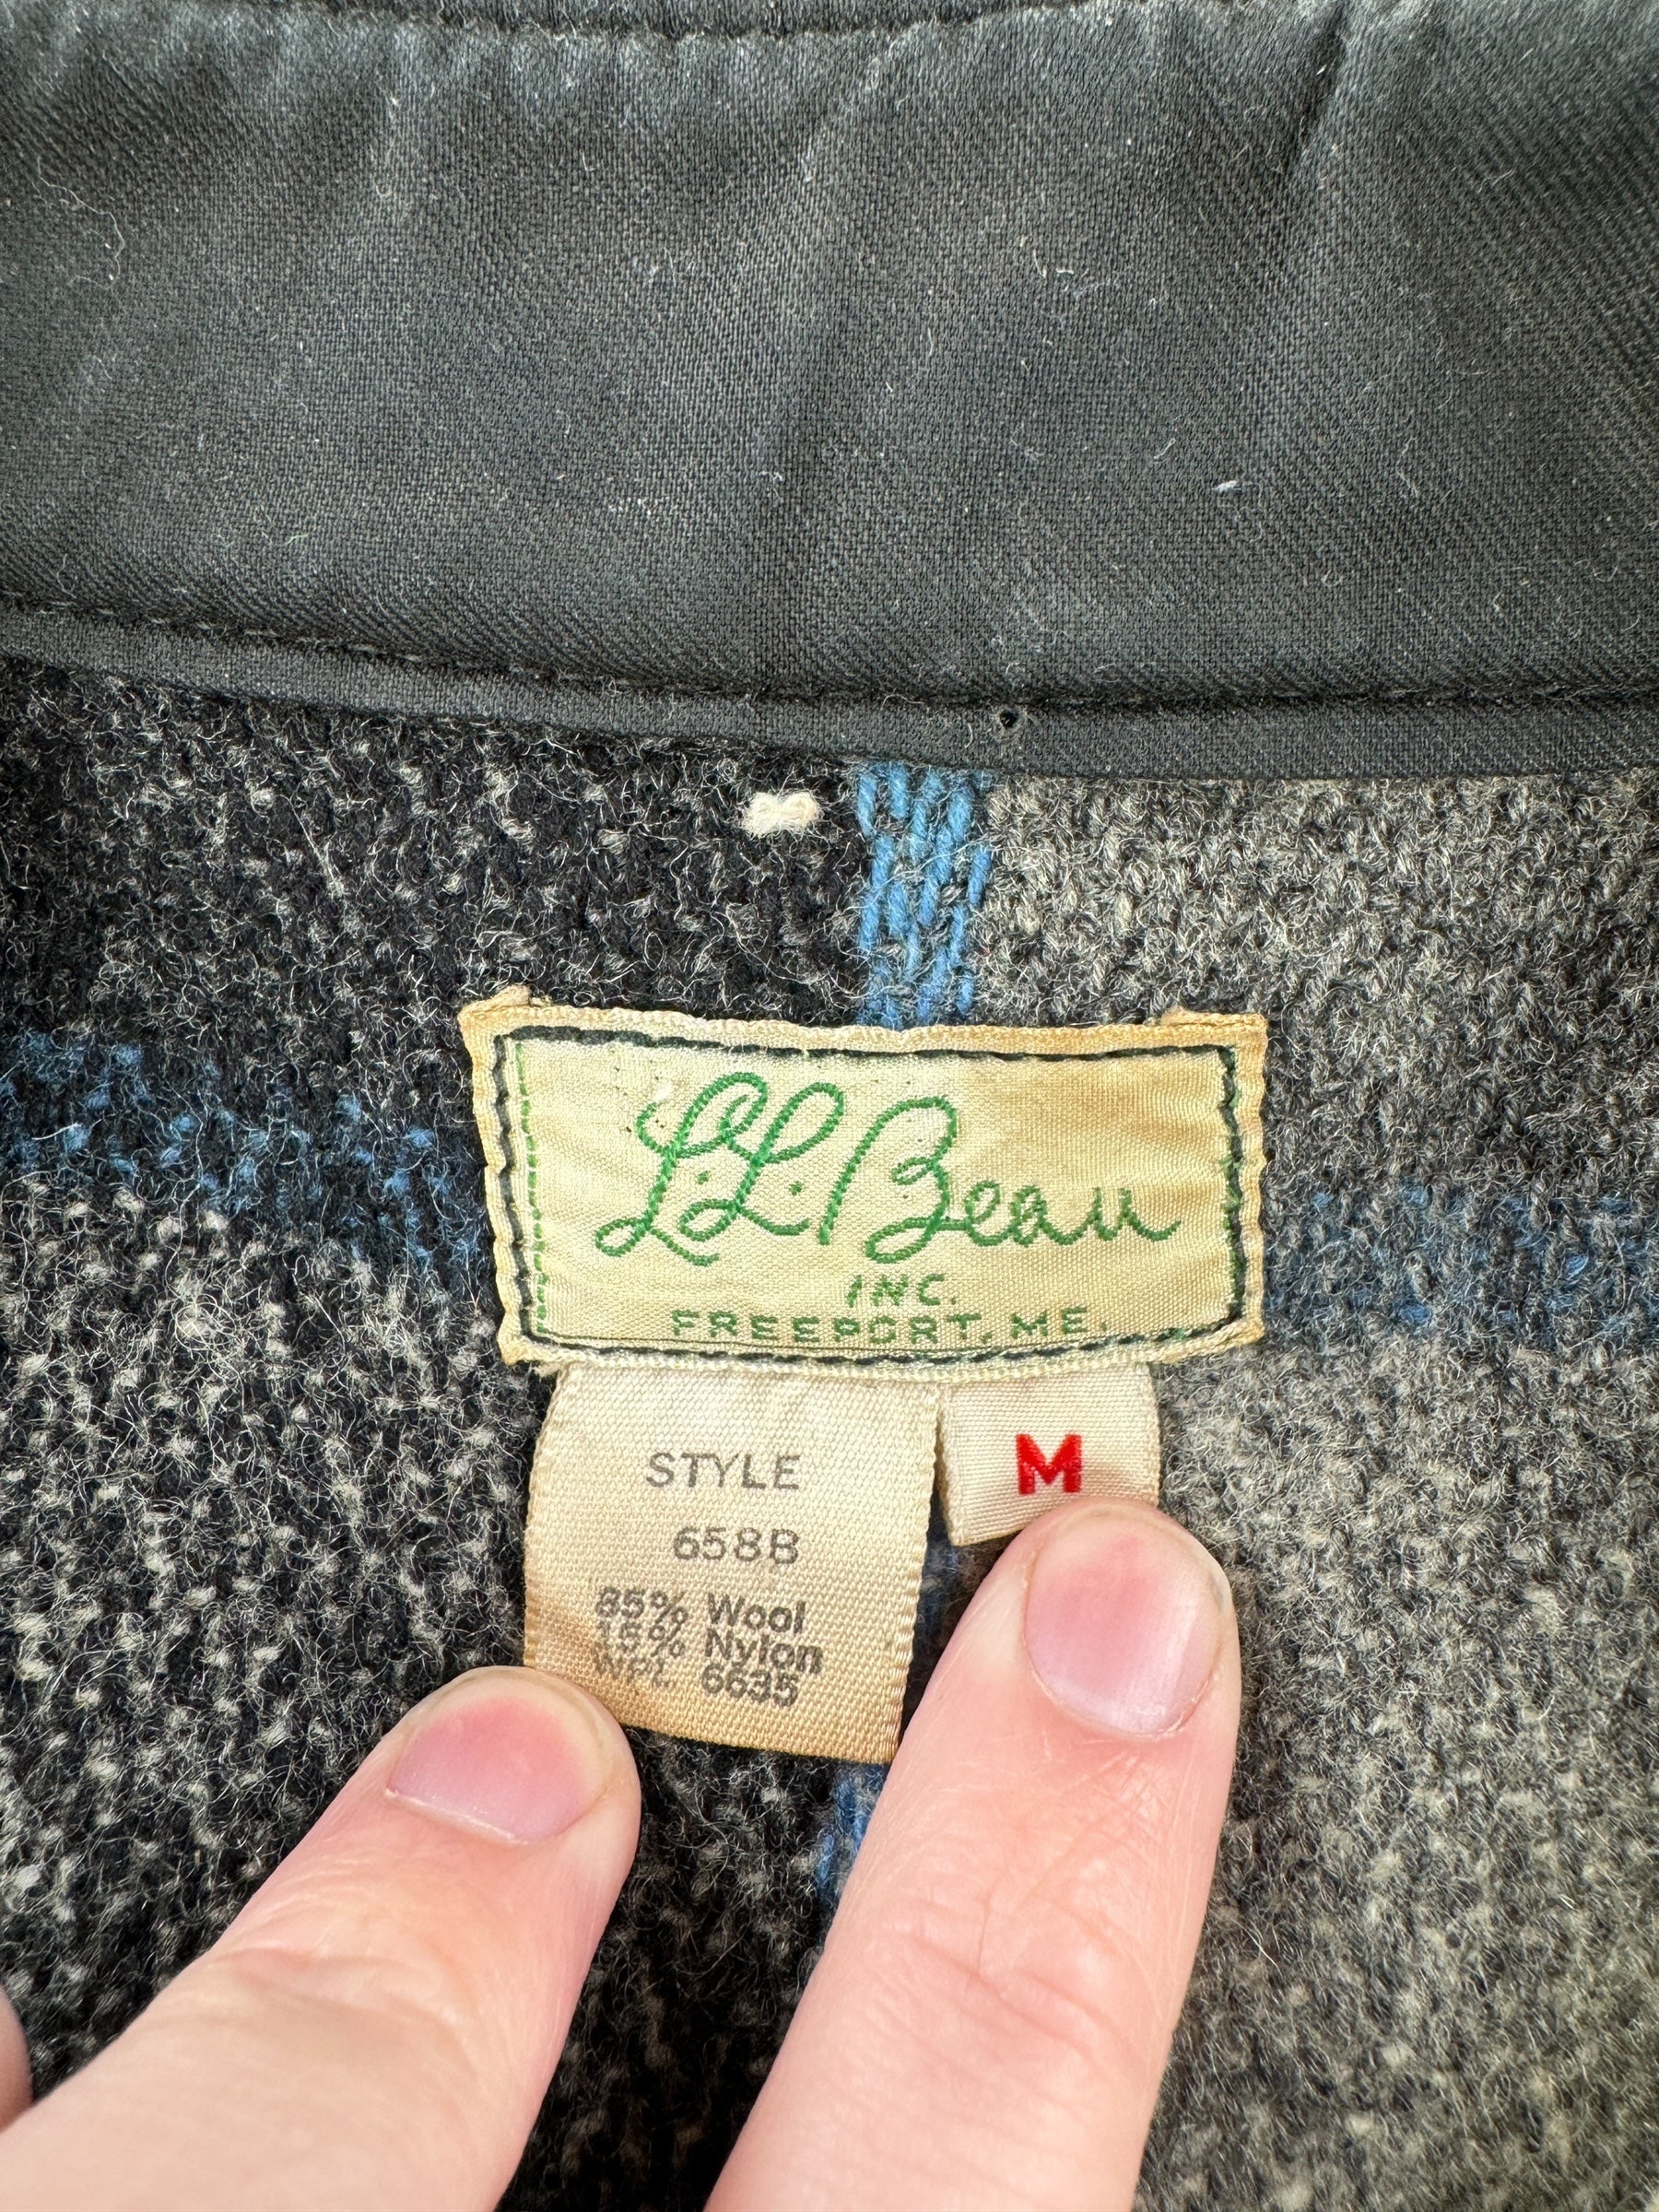 L.L.Bean
INC.
FREEPORT, ME.
STYLE
658B
M
85% Wool
15% Nylon
WPL 6635